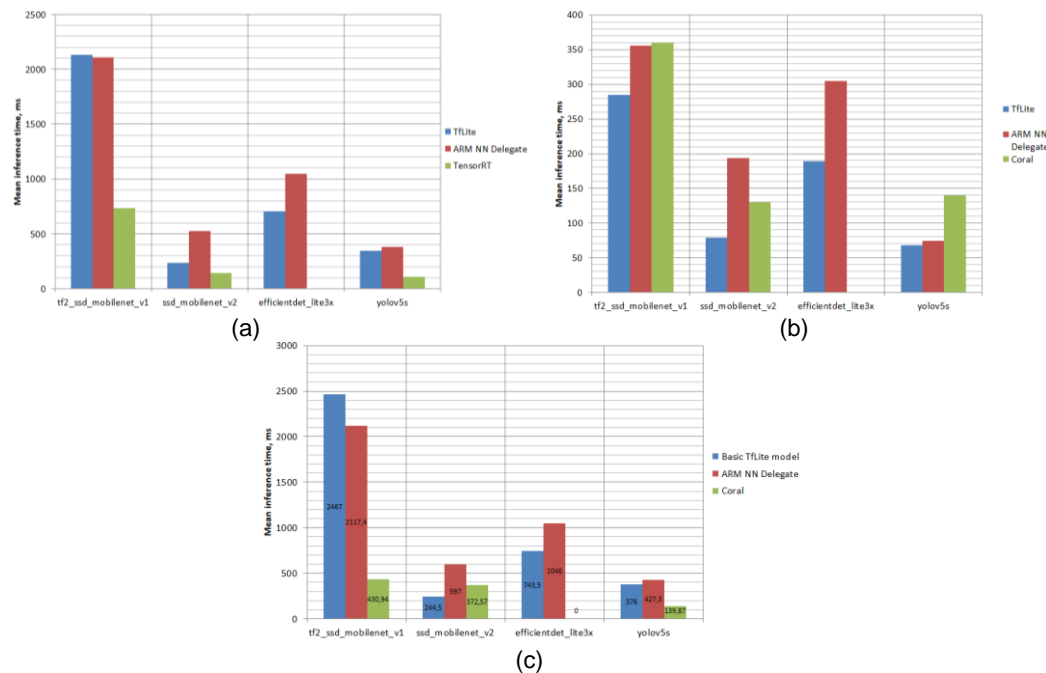 2500
2000
1500
1000
500
0
Mean inference time, ms
tf2_ssd_mobilenet_v1 ssd_mobilenet_v2 efficientdet_lite3x yolov5s
TfLite
ARM NN Delegate
TensorRT
(a)
400
350
300
250
200
150
100
50
0
Mean inference time, ms
tf2_ssd_mobilenet_v1 ssd_mobilenet_v2 efficientdet_lite3x yolov5s
TfLite
ARM NN
Delegate
Coral
(b)
3000
2500
2000
1500
1000
500
0
Mean inference time, ms
2467
2117,4
430,94
244,5
597
372,57
743,5
1046
0
376
427,3
139,87
tf2_ssd_mobilenet_v1 ssd_mobilenet_v2 efficientdet_lite3x yolov5s
Basic TfLite model
ARM NN Delegate
Coral
(c)